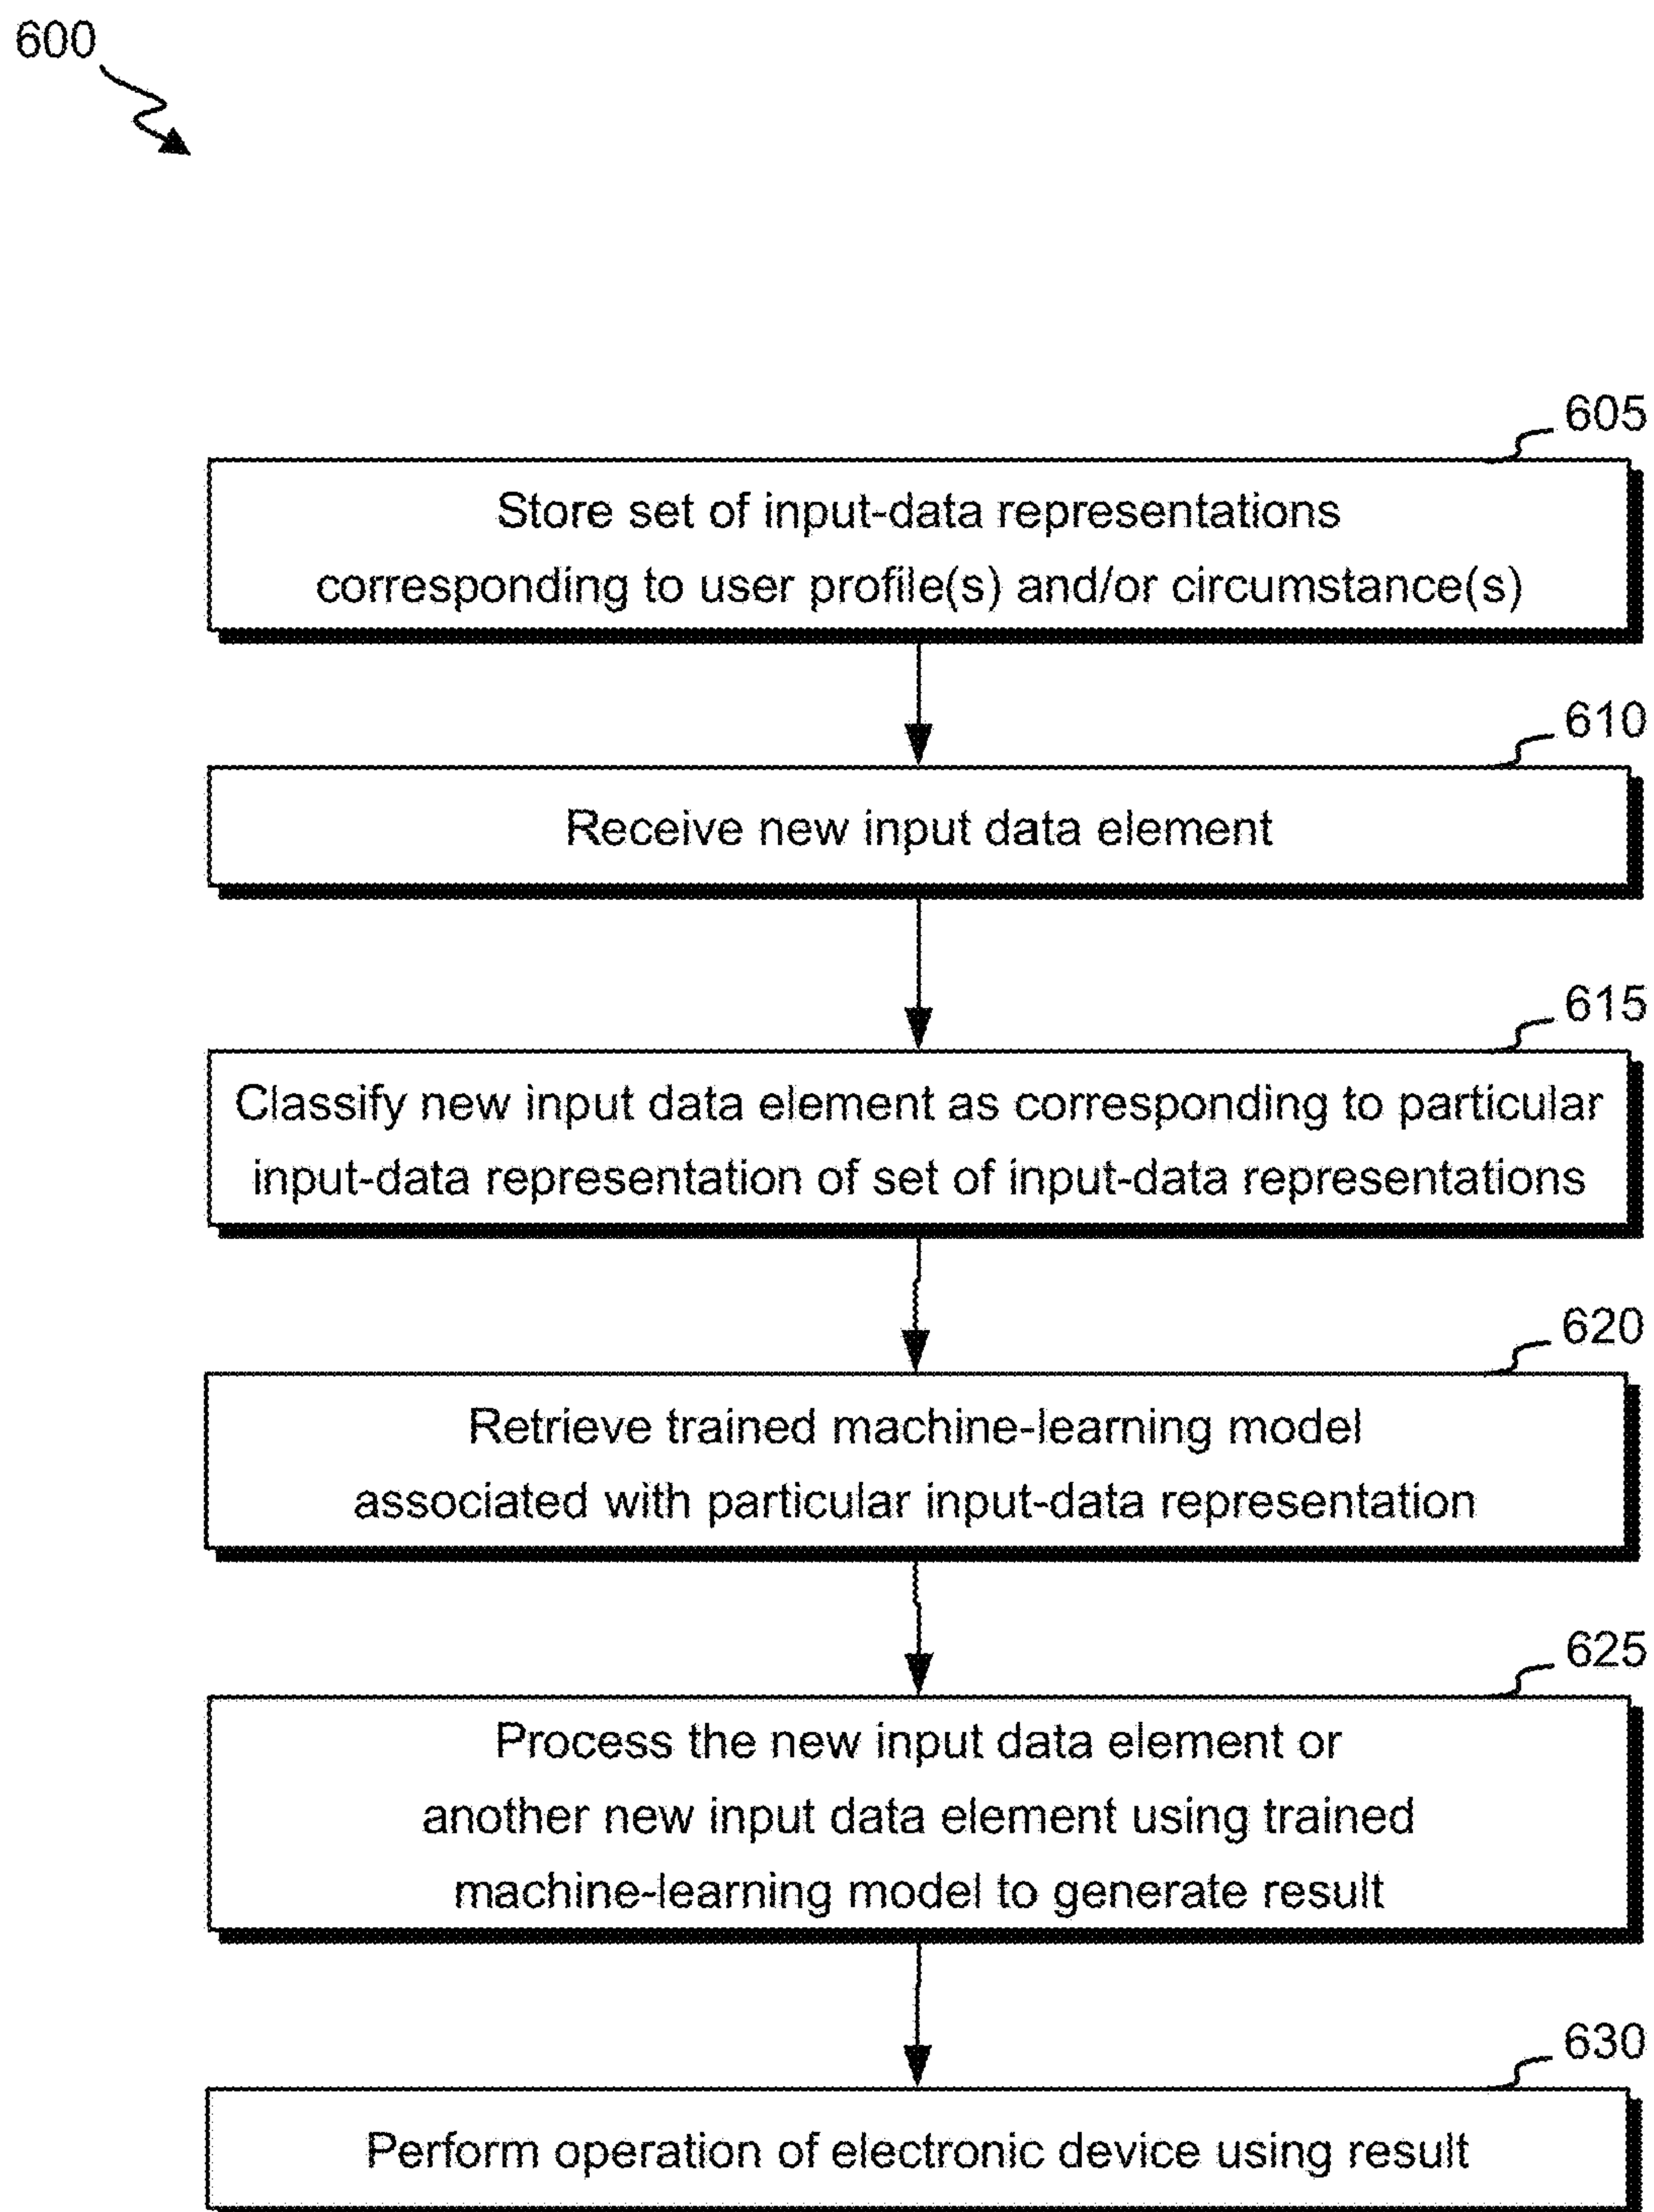 600
605
Store set of input-data representations
corresponding to user profile(s) and/or circumstance(s)
610
Receive new input data element
615
Classify new input data element as corresponding to particular
input-data representation of set of input-data representations
620
Retrieve trained machine-learning model
associated with particular input-data representation
625
Process the new input data element or
another new input data element using trained
machine-learning model to generate result
630
Perform operation of electronic device using result